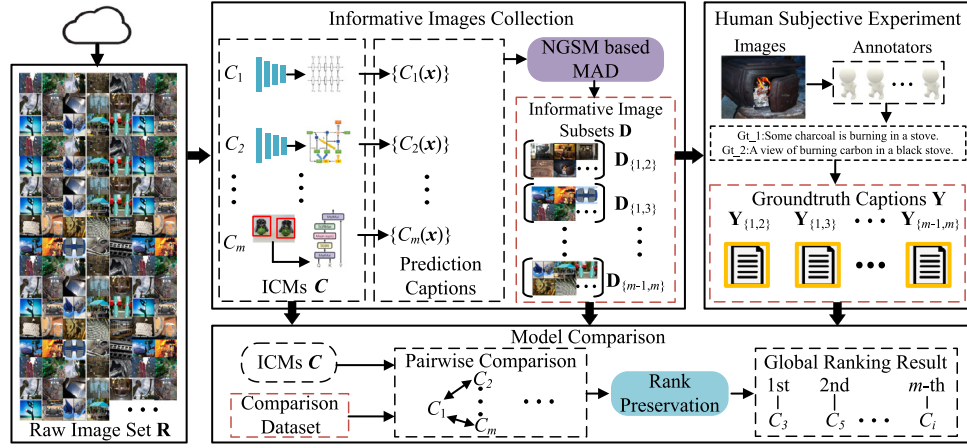 Raw Image Set R
Informative Images Collection
C1
C2
Cm
ICMs C
{C1(x)}
{C2(x)}
{Cm(x)}
Prediction
Captions
NGSM based
MAD
Informative Image
Subsets D
D{1,2}
D{1,3}
D{m-1,m}
Human Subjective Experiment
Images
Annotators
Gt_1:Some charcoal is burning in a stove.
Gt_2:A view of burning carbon in a black stove.
Groundtruth Captions Y
Y{1,2} Y{1,3} Y{m-1,m}
Model Comparison
ICMs C
Comparison
Dataset
Pairwise Comparison
C2
C1
Cm
Rank
Preservation
Global Ranking Result
1st 2nd m-th
C3 C5 Ci